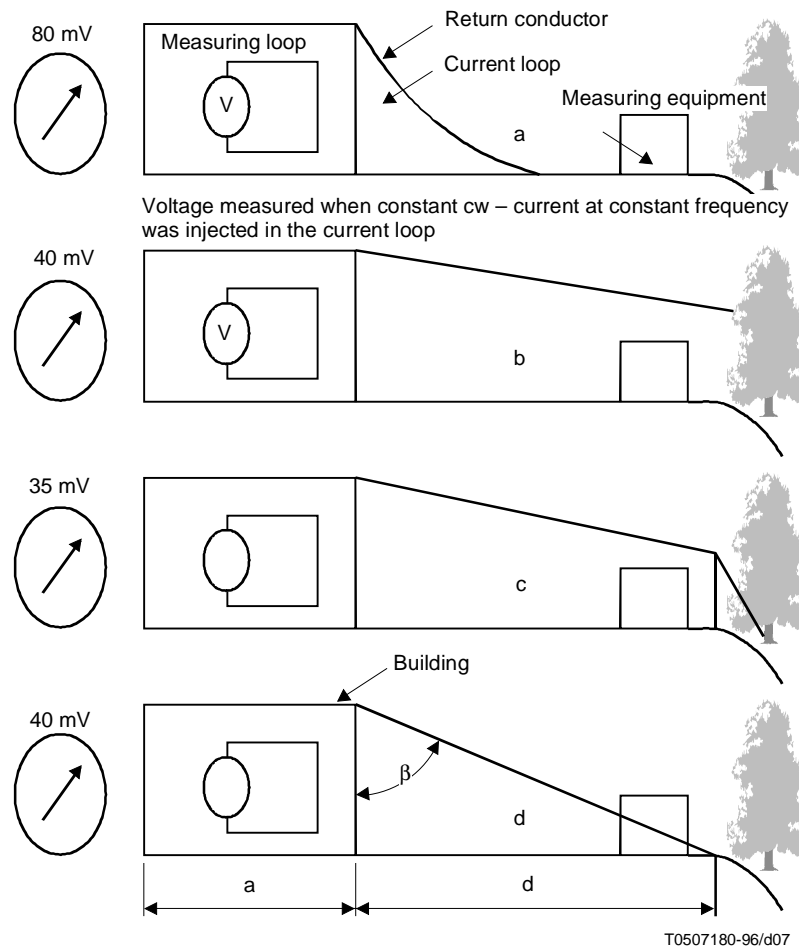 80 mV
Measuring loop
V
Return conductor
Current loop
Measuring equipment
a
Voltage measured when constant cw – current at constant frequency
was injected in the current loop
40 mV
V
b
35 mV
c
Building
40 mV
β
d
a
d
T0507180-96/d07